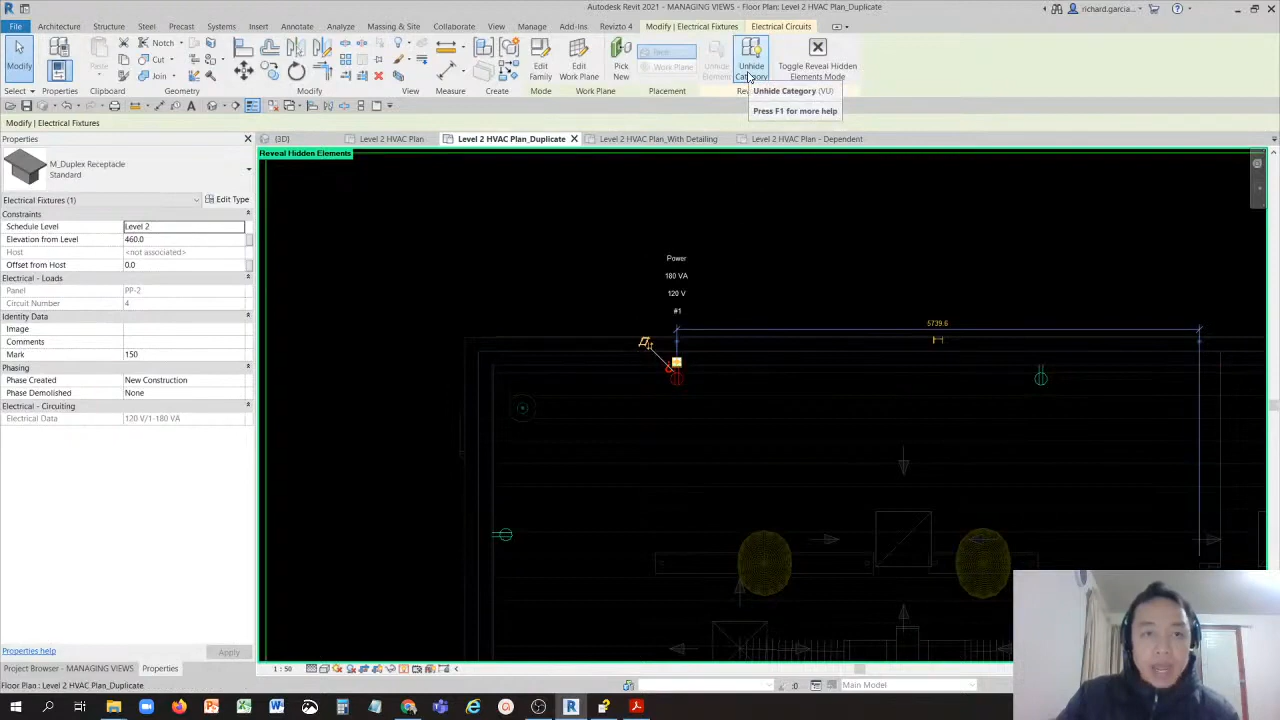 Autodesk Revit 2021 - MANAGING VIEWS - Floor Plan: Level 2 HVAC Plan_Duplicate
richard.garcia...
File Architecture Structure Steel Precast Systems Insert Annotate Analyze Massing & Site Collaborate View Manage Add-Ins Revizto 4 Modify | Electrical Fixtures Electrical Circuits
Modify
Paste
Notch
Cut
Join
Edit
Family
Edit
Work Plane
Pick
New
Face
Work Plane
Unhide
Element
Unhide
Category
Toggle Reveal Hidden
Elements Mode
Select Properties Clipboard Geometry Modify View Measure Create Mode Work Plane Placement
Unhide Category (VU)
Press F1 for more help
Modify | Electrical Fixtures
Properties
(3D) Level 2 HVAC Plan Level 2 HVAC Plan_Duplicate Level 2 HVAC Plan_With Detailing Level 2 HVAC Plan - Dependent
Reveal Hidden Elements
M_Duplex Receptacle
Standard
Electrical Fixtures (1) Edit Type
Constraints
Schedule Level Level 2
Elevation from Level 460.0
Host <not associated>
Offset from Host 0.0
Electrical - Loads
Panel PP-2
Circuit Number 4
Identity Data
Image
Comments
Mark 150
Phasing
Phase Created New Construction
Phase Demolished None
Electrical - Circuiting
Electrical Data 120 V/1-180 VA
Power
180 VA
120 V
#1
5739.6
Properties help Apply
Project Browser - MANAGING VIEWS Properties
1 : 50
Floor Plan : Level 2 HVAC Plan_Duplicate
:0 Main Model